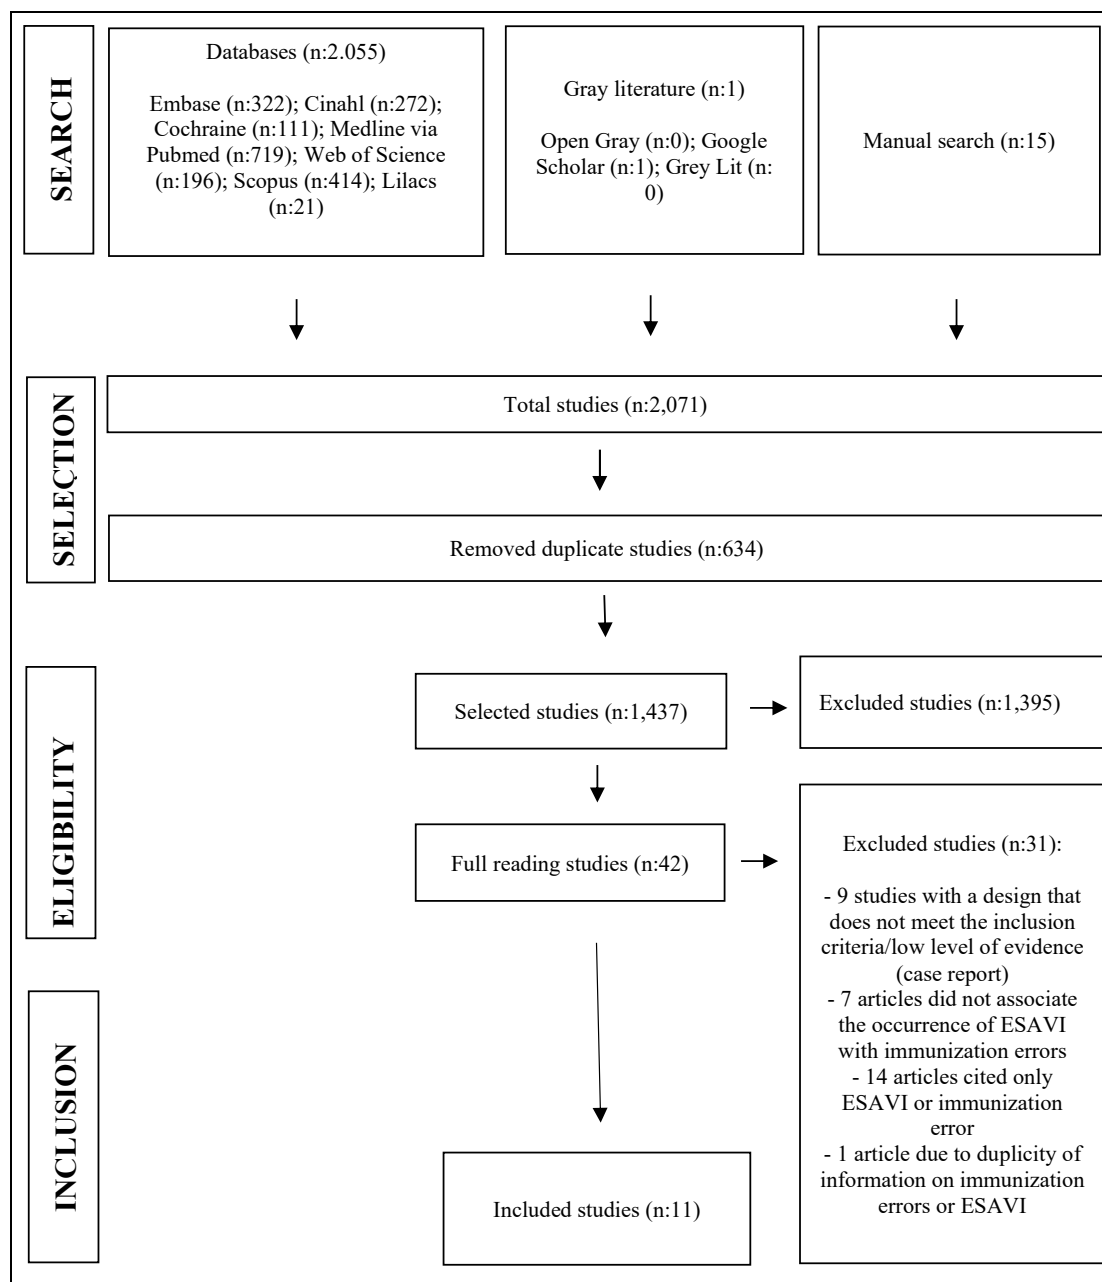 SEARCH
Databases (n:2.055)
Embase (n:322); Cinahl (n:272);
Cochraine (n:111); Medline via
Pubmed (n:719); Web of Science
(n:196); Scopus (n:414); Lilacs
(n:21)
Gray literature (n:1)
Open Gray (n:0); Google
Scholar (n:1); Grey Lit (n:
0)
Manual search (n:15)
SELECTION
Total studies (n:2,071)
Removed duplicate studies (n:634)
ELIGIBILITY
Selected studies (n:1,437)
Excluded studies (n:1,395)
Full reading studies (n:42)
Excluded studies (n:31):
- 9 studies with a design that
does not meet the inclusion
criteria/low level of evidence
(case report)
- 7 articles did not associate
the occurrence of ESAVI
with immunization errors
- 14 articles cited only
ESAVI or immunization
error
- 1 article due to duplicity of
information on immunization
errors or ESAVI
INCLUSION
Included studies (n:11)